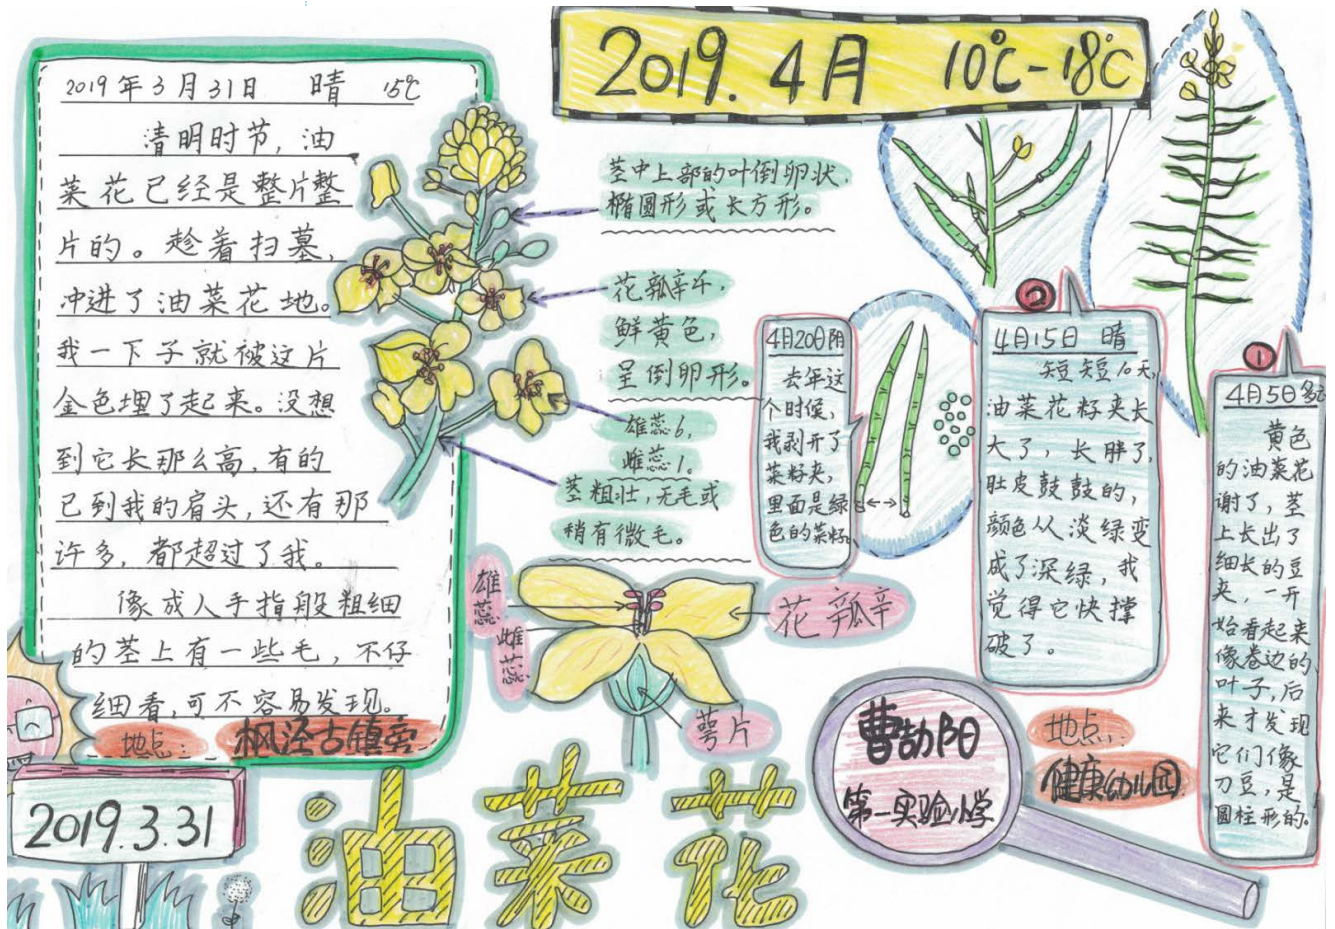 2019年3月31日 晴 15℃
清明时节，油
菜花已经是整片整
片的。趁着扫墓，
冲进了油菜花地。
我一下子就被这片
金色埋了起来。没想
到它长那么高，有的
已到我的肩头，还有那
许多，都超过了我。
像成人手指般粗细
的茎上有一些毛，不仔
细看，可不容易发现。
地点：枫泾古镇旁
2019.3.31
2019.4月 10℃-18℃
茎中上部的叶倒卵状，
椭圆形或长方形。
花瓣
鲜黄色，
呈倒卵形。
雄蕊6，
雌蕊1。
茎粗壮，无毛或
稍有微毛。
雄蕊
雌蕊
花瓣
萼片
4月20日阴
去年这
个时候，
我剥开了
菜籽夹，
里面是绿
色的菜籽。
2
4月15日 晴
短短10天，
油菜花籽夹长
大了，长胖了，
肚皮鼓鼓的，
颜色从淡绿变
成了深绿，我
觉得它快撑
破了。
1
4月5日多云
黄色
的油菜花
谢了，茎
上长出了
细长的豆
夹，一开
始看起来
像卷边的
叶子，后
来才发现
它们像
刀豆，是
圆柱形的。
曹劼阳
第一实验小学
地点：
健康幼儿园
油菜花